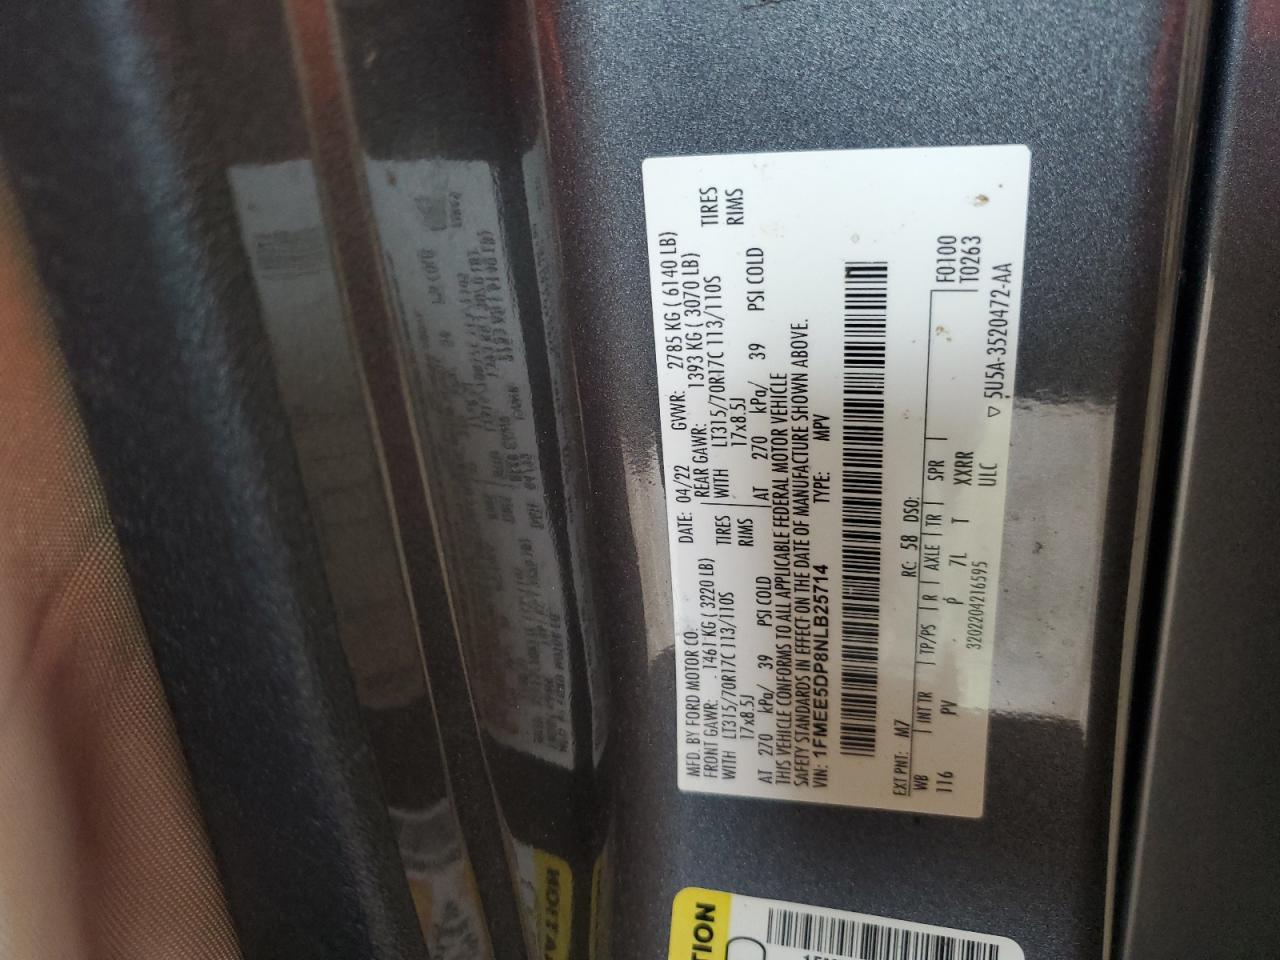 MFD. BY FORD MOTOR CO.
DATE: 04/22 GVWR: 2785 KG ( 6140 LB)
FRONT GAWR: 1461 KG ( 3220 LB) REAR GAWR: 1393 KG ( 3070 LB)
WITH LT315/70R17C 113/110S TIRES WITH LT315/70R17C 113/110S TIRES
17x8.5J RIMS 17x8.5J RIMS
AT 270 kPa/ 39 PSI COLD AT 270 kPa/ 39 PSI COLD
THIS VEHICLE CONFORMS TO ALL APPLICABLE FEDERAL MOTOR VEHICLE
SAFETY STANDARDS IN EFFECT ON THE DATE OF MANUFACTURE SHOWN ABOVE.
VIN: 1FMEE5DP8NLB25714 TYPE: MPV
EXT PNT: M7 RC: 58 DSO:
WB INT TR TP/PS R AXLE TR SPR F0100
116 PV P 7L T XXRR T0263
3202204216595 ULC
▽ 5U5A-3520472-AA